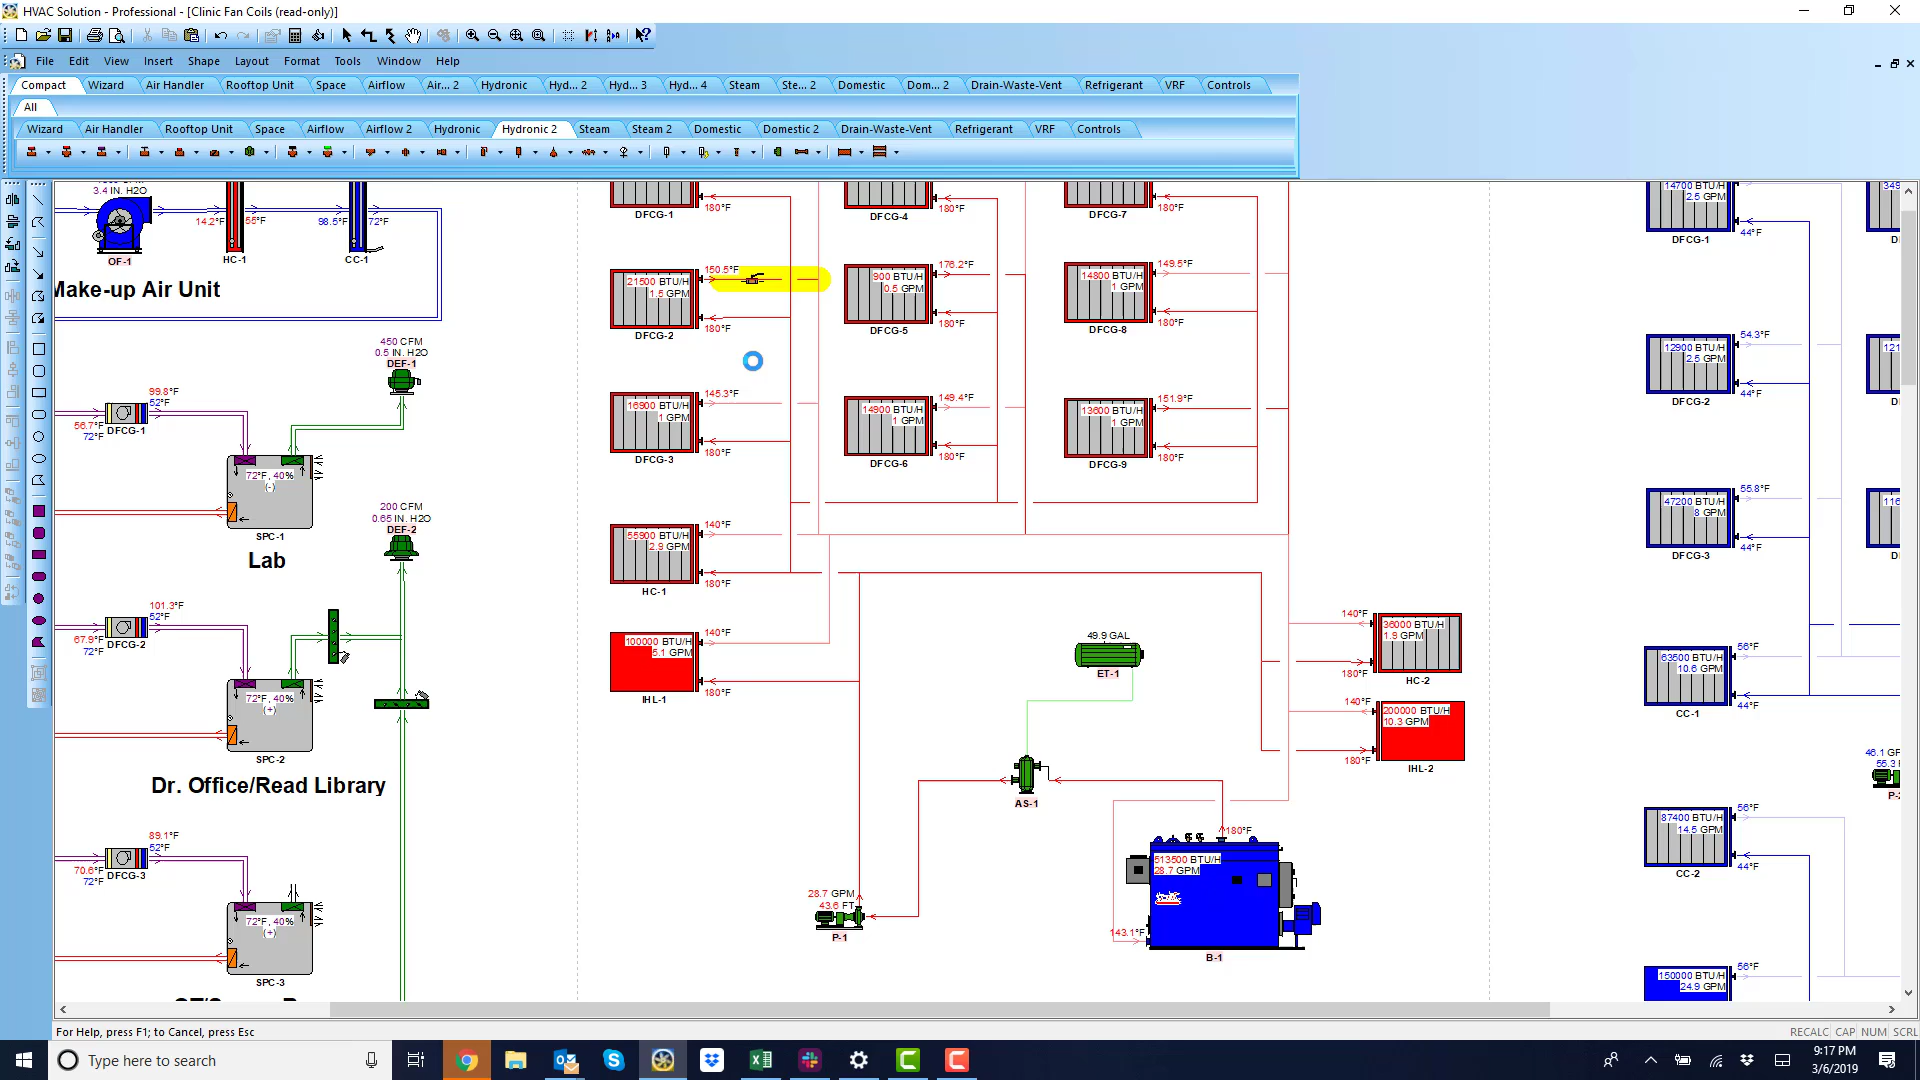 HVAC Solution - Professional - [Clinic Fan Coils (read-only)]
File Edit View Insert Shape Layout Format Tools Window Help
Compact Wizard Air Handler Rooftop Unit Space Airflow Air... 2 Hydronic Hyd... 2 Hyd... 3 Hyd... 4 Steam Ste... 2 Domestic Dom... 2 Drain-Waste-Vent Refrigerant VRF Controls
All
Wizard Air Handler Rooftop Unit Space Airflow Airflow 2 Hydronic Hydronic 2 Steam Steam 2 Domestic Domestic 2 Drain-Waste-Vent Refrigerant VRF Controls
3.4 IN. H2O
14.2°F
55°F
98.5°F
72°F
OF-1
HC-1
CC-1
Make-up Air Unit
450 CFM
0.5 IN. H2O
DEF-1
99.8°F
52°F
56.7°F
72°F
DFCG-1
72°F, 40%
(-)
SPC-1
Lab
200 CFM
0.65 IN. H2O
DEF-2
101.3°F
52°F
67.9°F
72°F
DFCG-2
72°F, 40%
(+)
SPC-2
Dr. Office/Read Library
89.1°F
52°F
70.6°F
72°F
DFCG-3
72°F, 40%
(+)
SPC-3
180°F
DFCG-1
180°F
DFCG-4
180°F
DFCG-7
150.5°F
21500 BTU/H
1.5 GPM
180°F
DFCG-2
176.2°F
900 BTU/H
0.5 GPM
180°F
DFCG-5
149.5°F
14800 BTU/H
1 GPM
180°F
DFCG-8
145.3°F
16900 BTU/H
1 GPM
180°F
DFCG-3
149.4°F
14900 BTU/H
1 GPM
180°F
DFCG-6
151.9°F
13600 BTU/H
1 GPM
180°F
DFCG-9
140°F
55900 BTU/H
2.9 GPM
180°F
HC-1
140°F
100000 BTU/H
5.1 GPM
180°F
IHL-1
49.9 GAL
ET-1
140°F
36000 BTU/H
1.9 GPM
180°F
HC-2
140°F
200000 BTU/H
10.3 GPM
180°F
IHL-2
AS-1
180°F
513500 BTU/H
28.7 GPM
143.1°F
B-1
28.7 GPM
43.6 FT
P-1
14700 BTU/H
2.5 GPM
44°F
DFCG-1
54.3°F
12900 BTU/H
2.5 GPM
44°F
DFCG-2
55.8°F
47200 BTU/H
8 GPM
44°F
DFCG-3
56°F
63500 BTU/H
10.6 GPM
44°F
CC-1
56°F
87400 BTU/H
14.5 GPM
44°F
CC-2
56°F
150000 BTU/H
24.9 GPM
46.1 GP
55.3 F
For Help, press F1; to Cancel, press Esc
RECALC CAP NUM SCRL
Type here to search
9:17 PM
3/6/2019